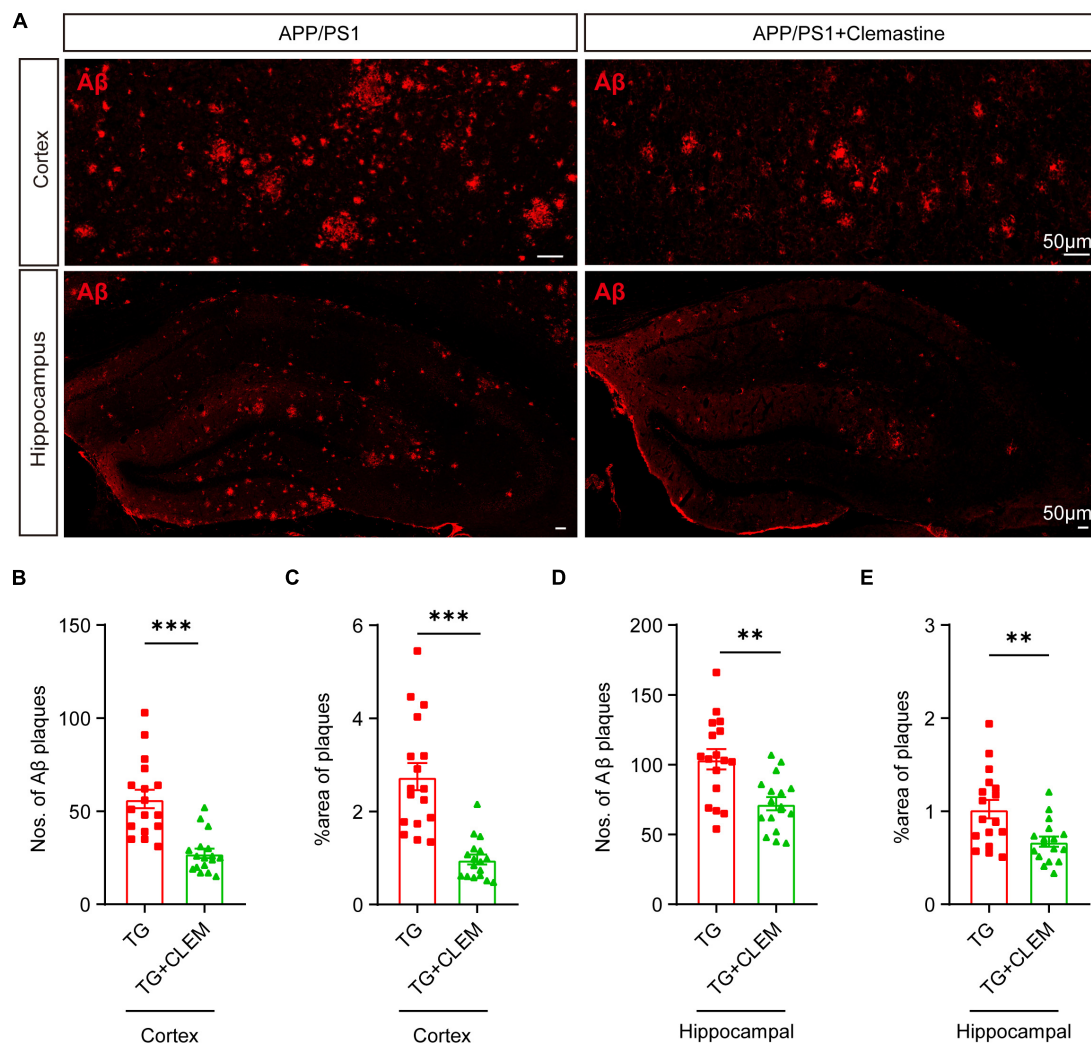 A
APP/PS1
APP/PS1+Clemastine
Cortex
Aβ
Aβ
50μm
Hippocampus
Aβ
Aβ
50μm
B
C
D
E
Nos. of Aβ plaques
150
100
50
0
***
TG
TG+CLEM
Cortex
%area of plaques
6
4
2
0
***
TG
TG+CLEM
Cortex
Nos. of Aβ plaques
200
150
100
50
0
**
TG
TG+CLEM
Hippocampal
%area of plaques
3
2
1
0
**
TG
TG+CLEM
Hippocampal